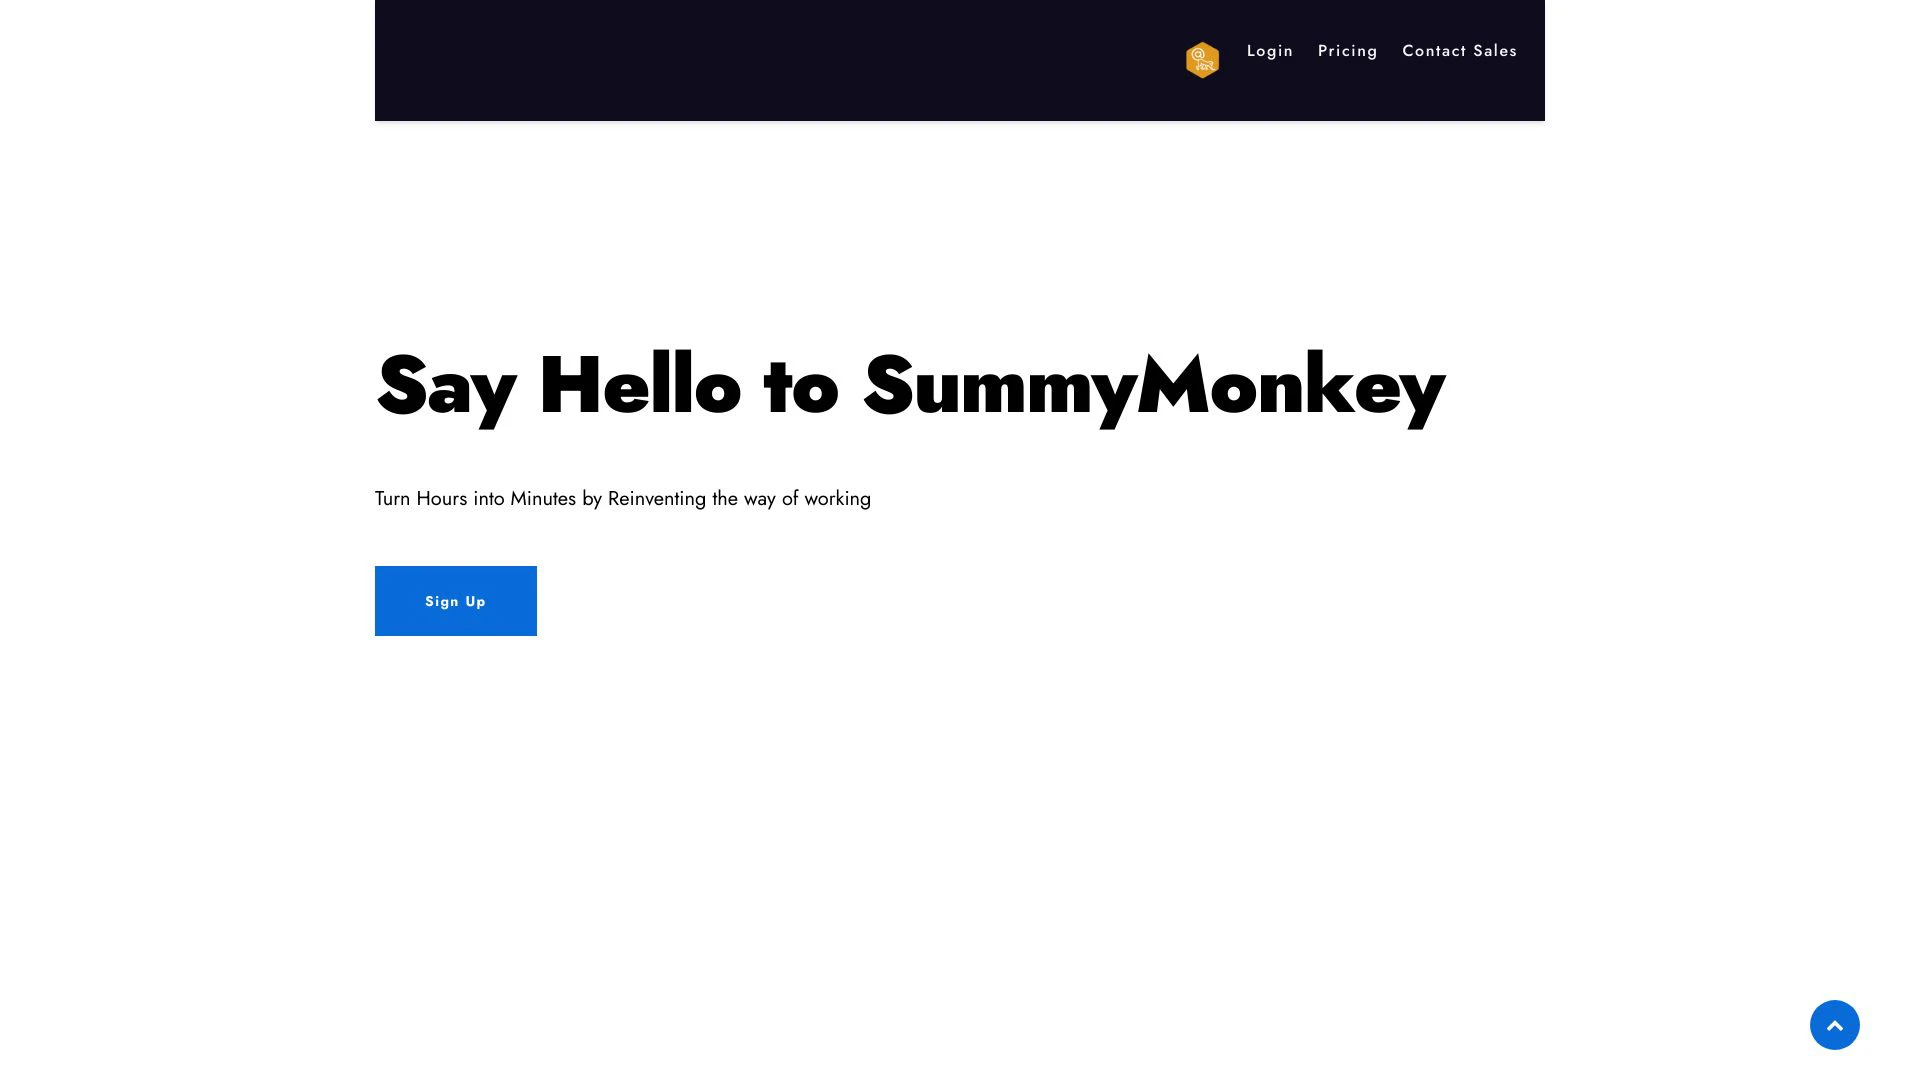 Login
Pricing
Contact Sales
Say Hello to SummyMonkey
Turn Hours into Minutes by Reinventing the way of working
Sign Up